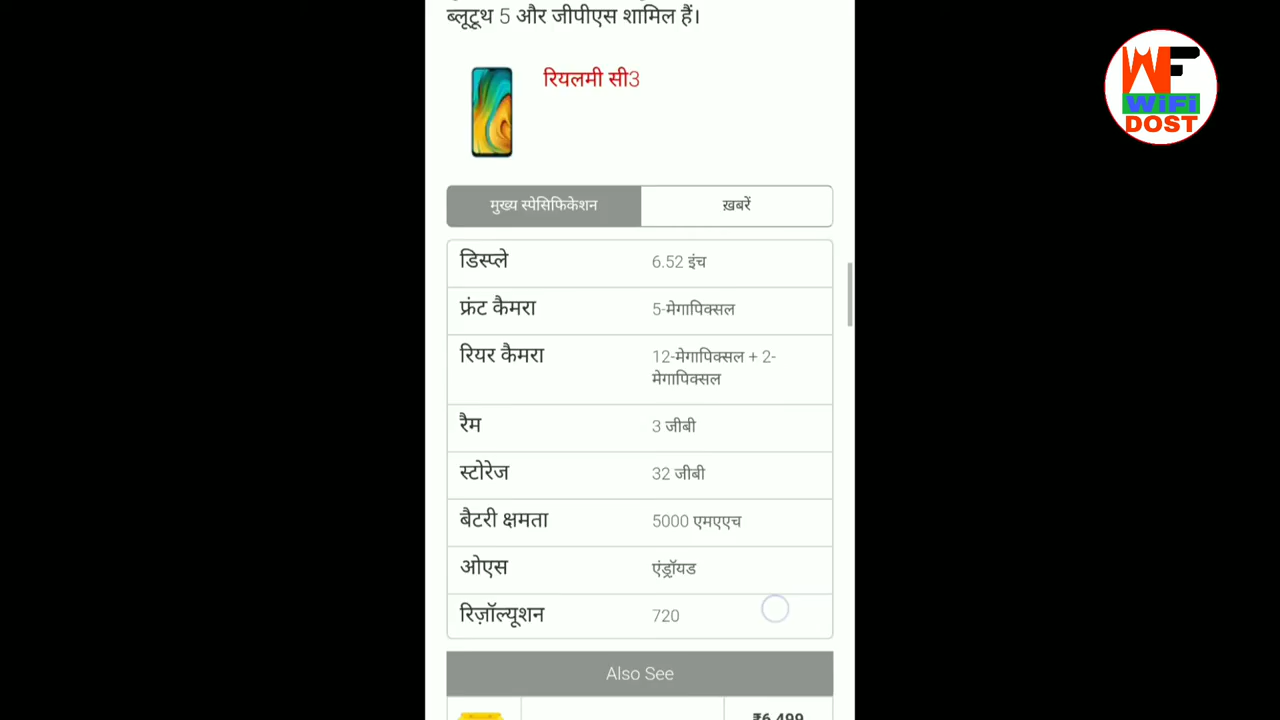 ब्लूटूथ 5 और जीपीएस शामिल हैं।
रियलमी सी3
WF
WiFi
DOST
मुख्य स्पेसिफिकेशन
ख़बरें
डिस्प्ले
6.52 इंच
फ्रंट कैमरा
5-मेगापिक्सल
रियर कैमरा
12-मेगापिक्सल + 2-
मेगापिक्सल
रैम
3 जीबी
स्टोरेज
32 जीबी
बैटरी क्षमता
5000 एमएएच
ओएस
एंड्रॉयड
रिज़ॉल्यूशन
720
Also See
₹6,499